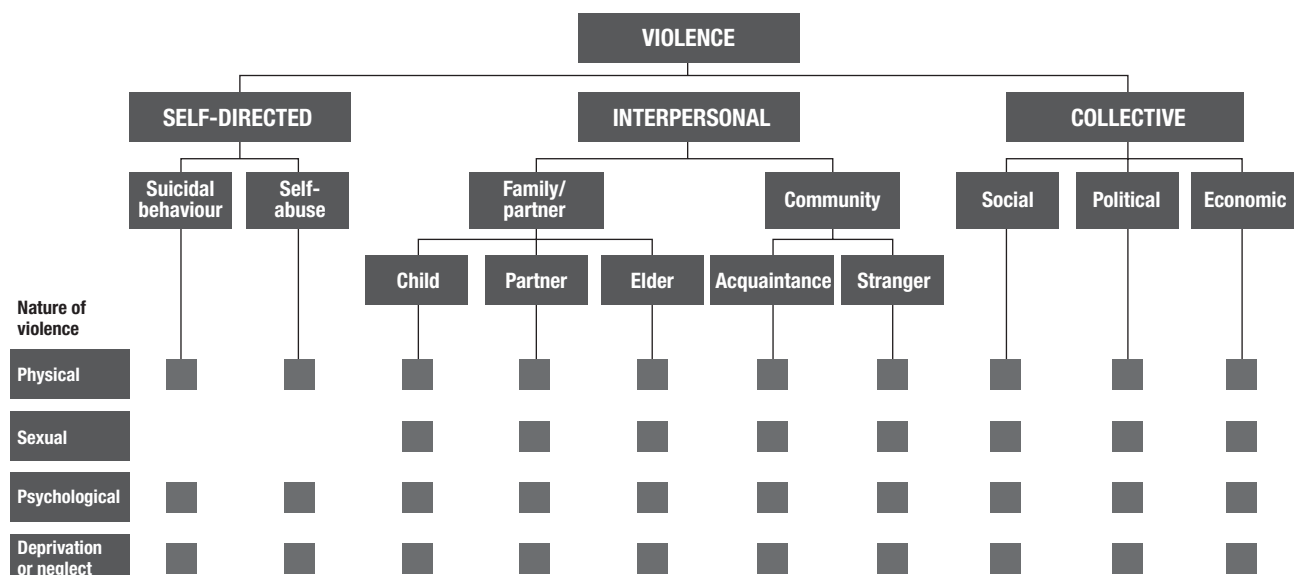 VIOLENCE
SELF-DIRECTED
INTERPERSONAL
COLLECTIVE
Suicidal
behaviour
Self-
abuse
Family/
partner
Community
Social
Political
Economic
Child
Partner
Elder
Acquaintance
Stranger
Nature of
violence
Physical
Sexual
Psychological
Deprivation
or neglect